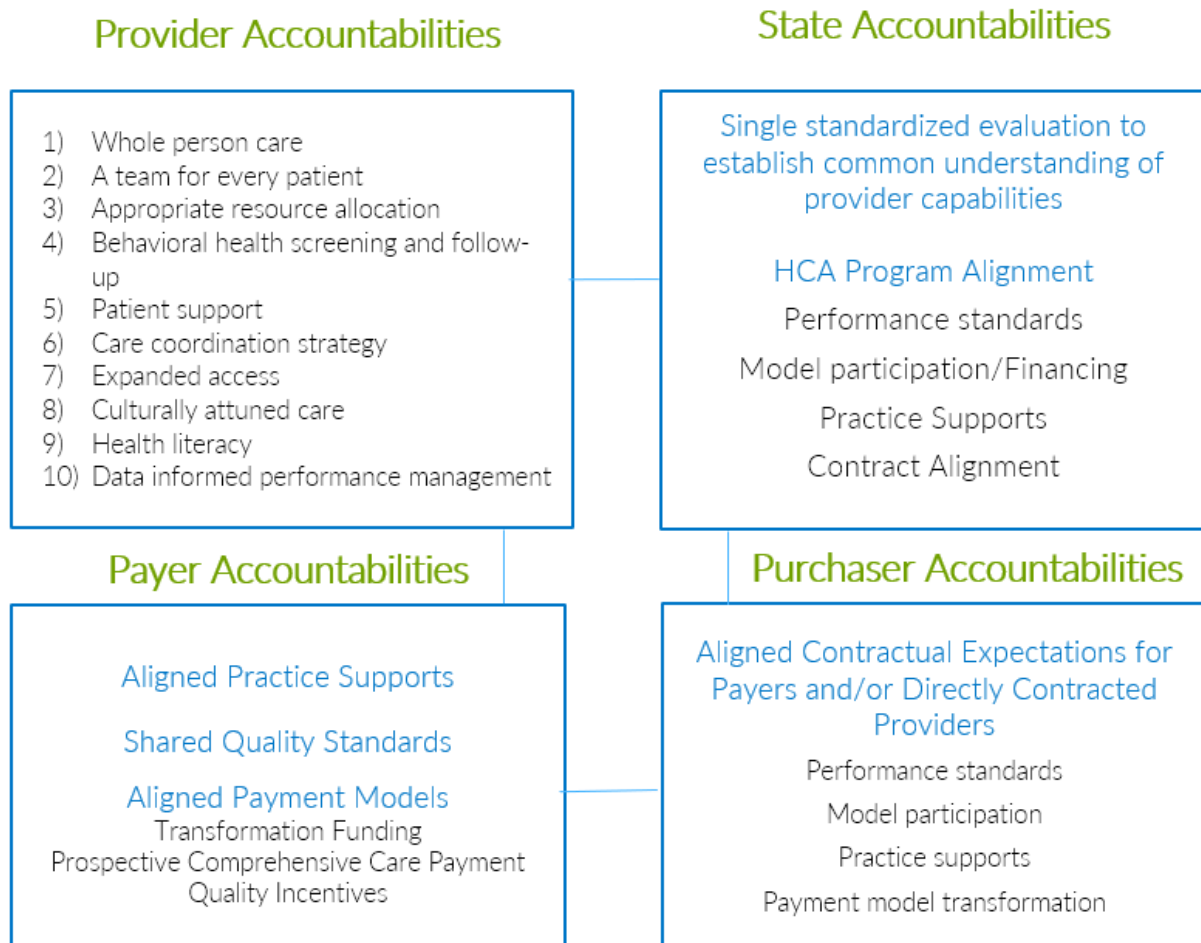 Provider Accountabilities
1) Whole person care
2) A team for every patient
3) Appropriate resource allocation
4) Behavioral health screening and follow-
up
5) Patient support
6) Care coordination strategy
7) Expanded access
8) Culturally attuned care
9) Health literacy
10) Data informed performance management
State Accountabilities
Single standardized evaluation to
establish common understanding of
provider capabilities
HCA Program Alignment
Performance standards
Model participation/Financing
Practice Supports
Contract Alignment
Payer Accountabilities
Aligned Practice Supports
Shared Quality Standards
Aligned Payment Models
Transformation Funding
Prospective Comprehensive Care Payment
Quality Incentives
Purchaser Accountabilities
Aligned Contractual Expectations for
Payers and/or Directly Contracted
Providers
Performance standards
Model participation
Practice supports
Payment model transformation